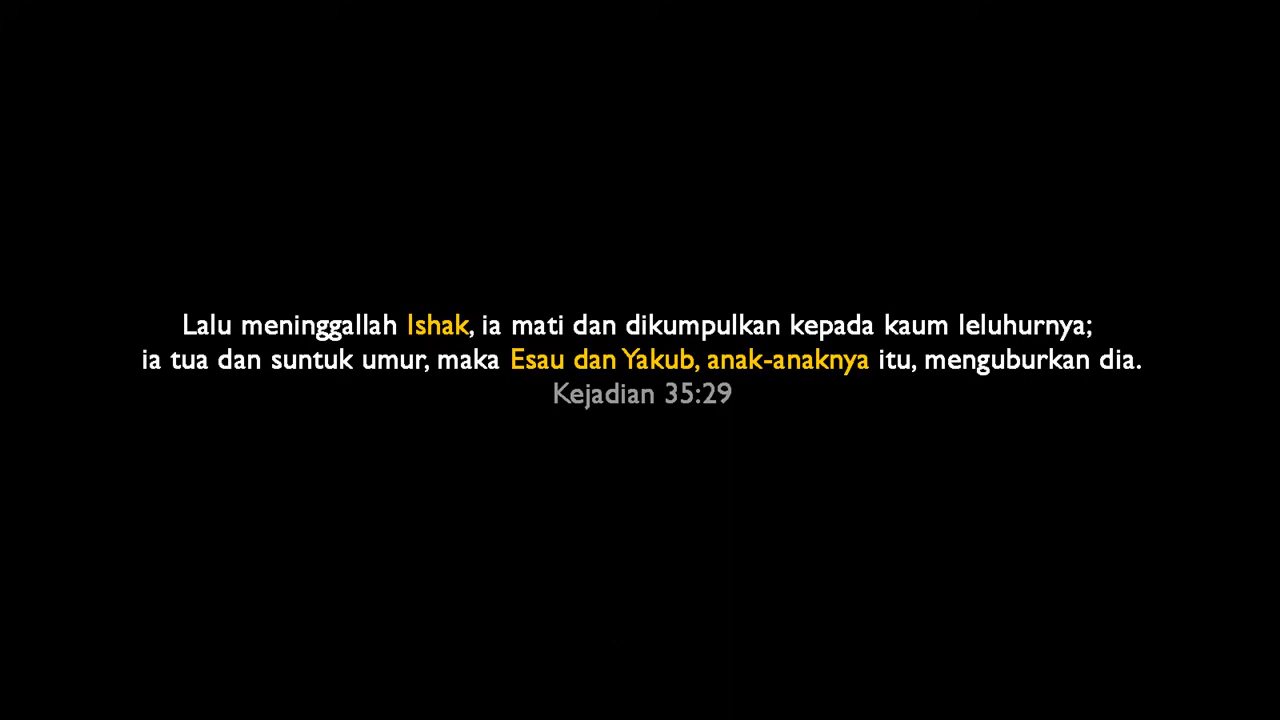 Lalu meninggallah Ishak, ia mati dan dikumpulkan kepada kaum leluhurnya;
ia tua dan suntuk umur, maka Esau dan Yakub, anak-anaknya itu, menguburkan dia.
Kejadian 35:29